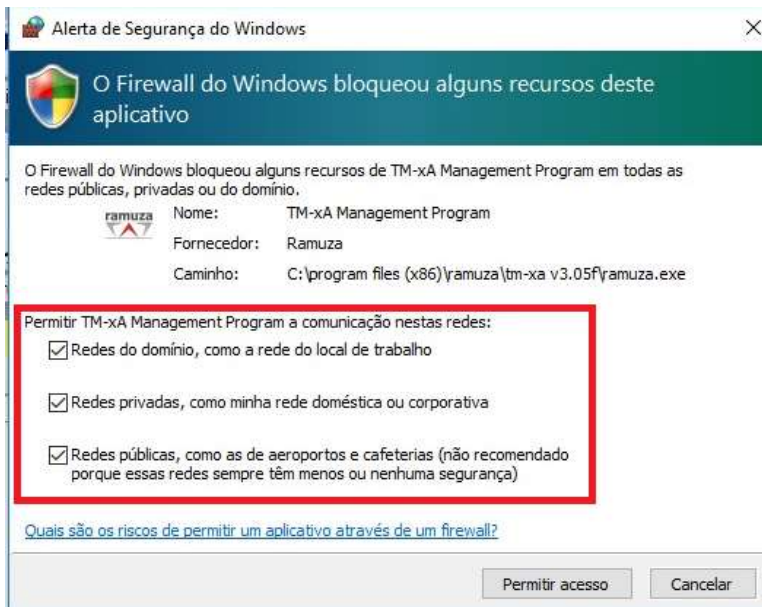 Alerta de Segurança do Windows
O Firewall do Windows bloqueou alguns recursos deste
aplicativo
O Firewall do Windows bloqueou alguns recursos de TM-xA Management Program em todas as
redes públicas, privadas ou do domínio.
ramuza
Nome: TM-xA Management Program
Fornecedor: Ramuza
Caminho: C:\program files (x86)\ramuza\tm-xa v3.05f\ramuza.exe
Permitir TM-xA Management Program a comunicação nestas redes:
Redes do domínio, como a rede do local de trabalho
Redes privadas, como minha rede doméstica ou corporativa
Redes públicas, como as de aeroportos e cafeterias (não recomendado
porque essas redes sempre têm menos ou nenhuma segurança)
Quais são os riscos de permitir um aplicativo através de um firewall?
Permitir acesso Cancelar